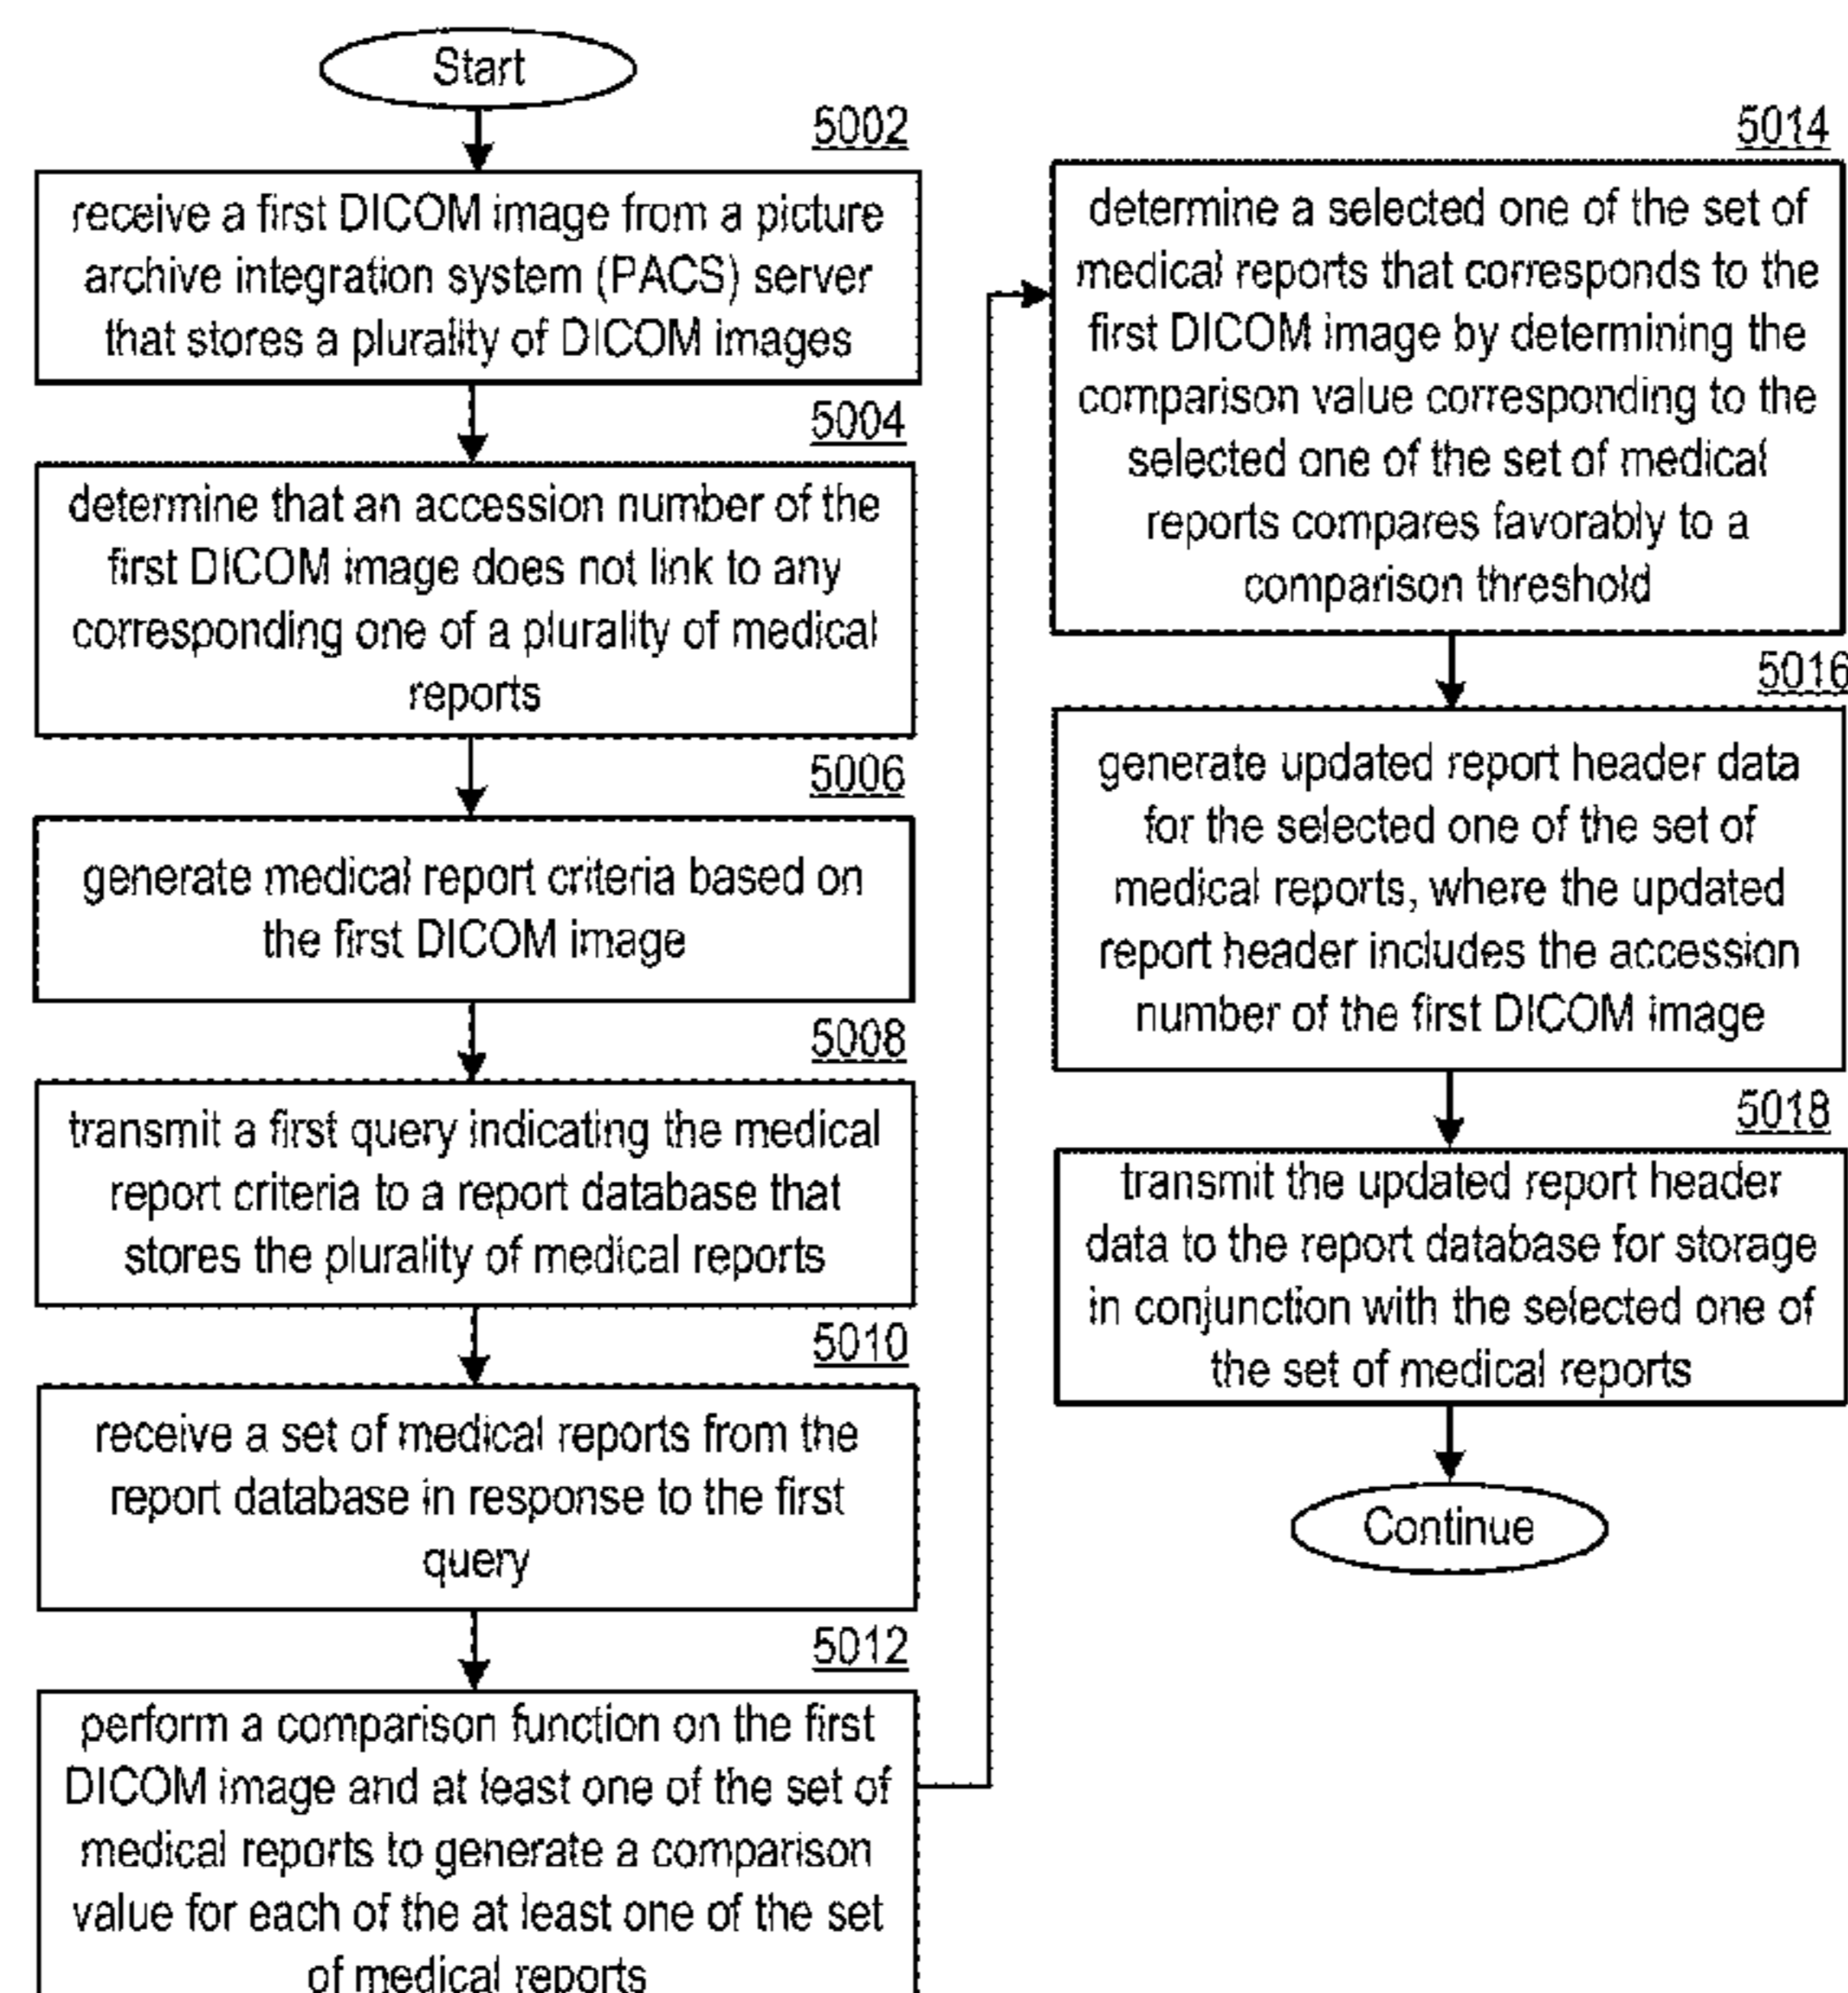 Start
5002
receive a first DICOM image from a picture
archive integration system (PACS) server
that stores a plurality of DICOM images
5004
determine that an accession number of the
first DICOM image does not link to any
corresponding one of a plurality of medical
reports
5006
generate medical report criteria based on
the first DICOM image
5008
transmit a first query indicating the medical
report criteria to a report database that
stores the plurality of medical reports
5010
receive a set of medical reports from the
report database in response to the first
query
5012
perform a comparison function on the first
DICOM image and at least one of the set of
medical reports to generate a comparison
value for each of the at least one of the set
of medical reports
5014
determine a selected one of the set of
medical reports that corresponds to the
first DICOM image by determining the
comparison value corresponding to the
selected one of the set of medical
reports compares favorably to a
comparison threshold
5016
generate updated report header data
for the selected one of the set of
medical reports, where the updated
report header includes the accession
number of the first DICOM image
5018
transmit the updated report header
data to the report database for storage
in conjunction with the selected one of
the set of medical reports
Continue